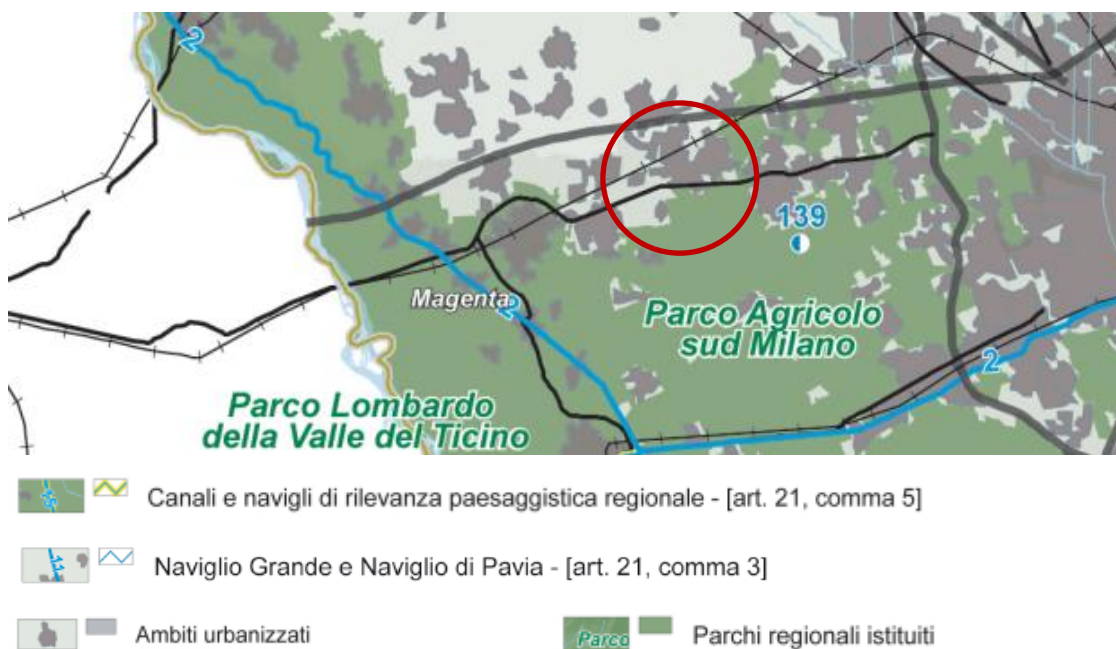 2
139
Magenta
2
Parco Agricolo
sud Milano
2
Parco Lombardo
della Valle del Ticino
15
Canali e navigli di rilevanza paesaggistica regionale - [art. 21, comma 5]
11
Naviglio Grande e Naviglio di Pavia - [art. 21, comma 3]
Ambiti urbanizzati
Parco
Parchi regionali istituiti